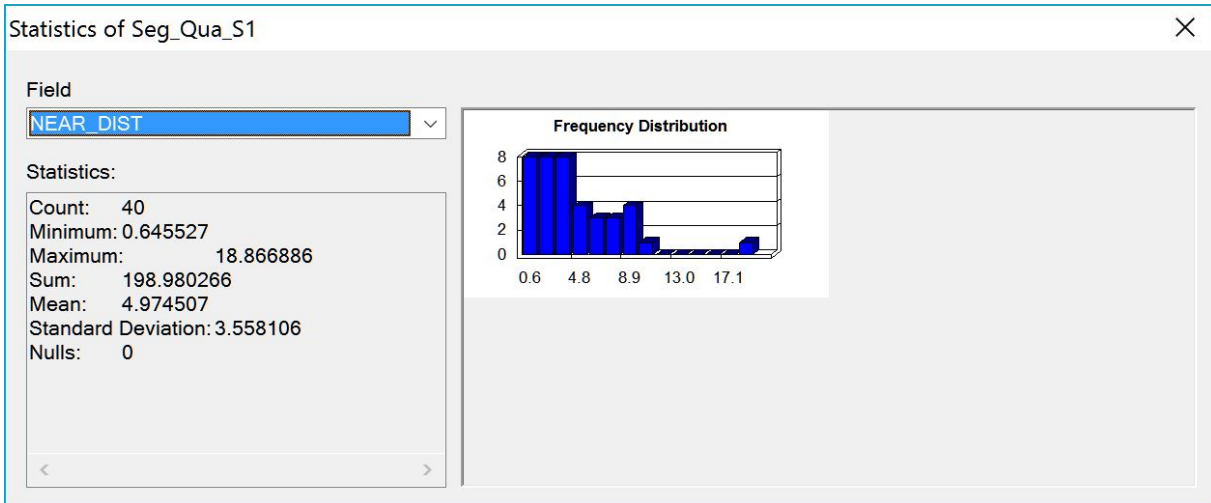 Statistics of Seg_Qua_S1
Field
NEAR_DIST
Statistics:
Count: 40
Minimum: 0.645527
Maximum: 18.866886
Sum: 198.980266
Mean: 4.974507
Standard Deviation: 3.558106
Nulls: 0
Frequency Distribution
8
6
4
2
0
0.6 4.8 8.9 13.0 17.1